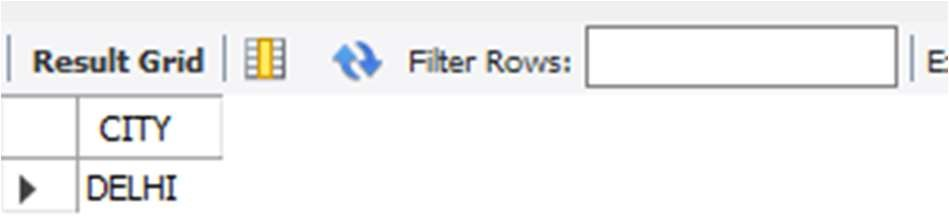 Result Grid Filter Rows:
CITY
DELHI